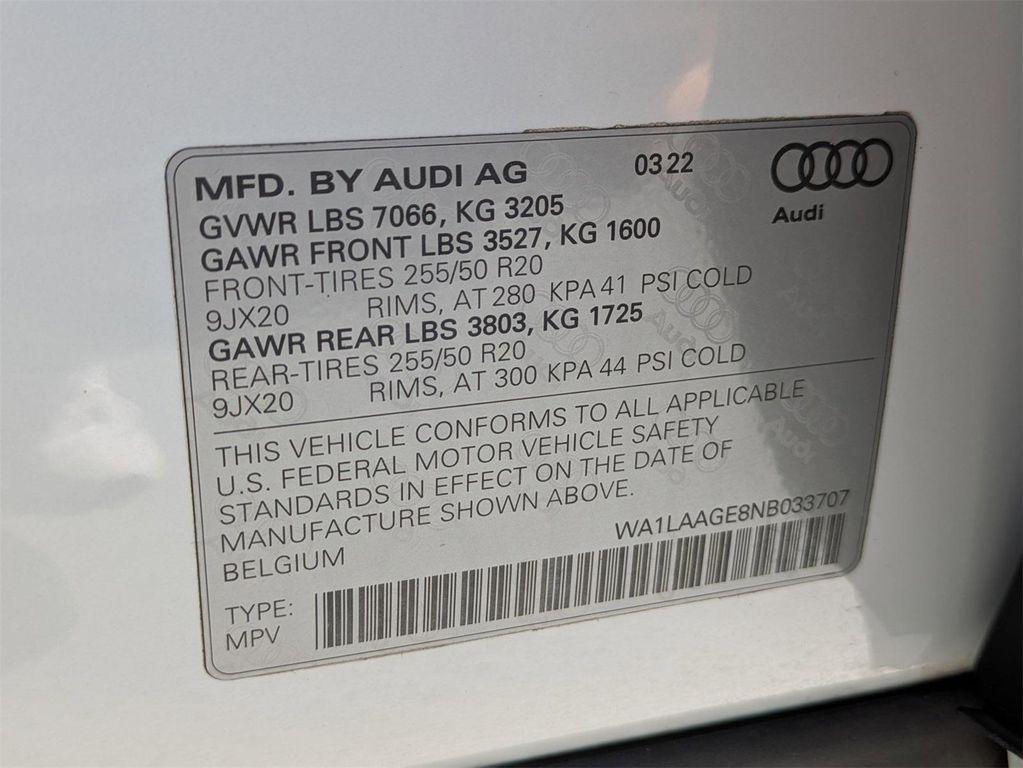 MFD. BY AUDI AG 03 22
Audi
GVWR LBS 7066, KG 3205
GAWR FRONT LBS 3527, KG 1600
FRONT-TIRES 255/50 R20
9JX20 RIMS, AT 280 KPA 41 PSI COLD
GAWR REAR LBS 3803, KG 1725
REAR-TIRES 255/50 R20
9JX20 RIMS, AT 300 KPA 44 PSI COLD
THIS VEHICLE CONFORMS TO ALL APPLICABLE
U.S. FEDERAL MOTOR VEHICLE SAFETY
STANDARDS IN EFFECT ON THE DATE OF
MANUFACTURE SHOWN ABOVE.
BELGIUM WA1LAAGE8NB033707
TYPE:
MPV